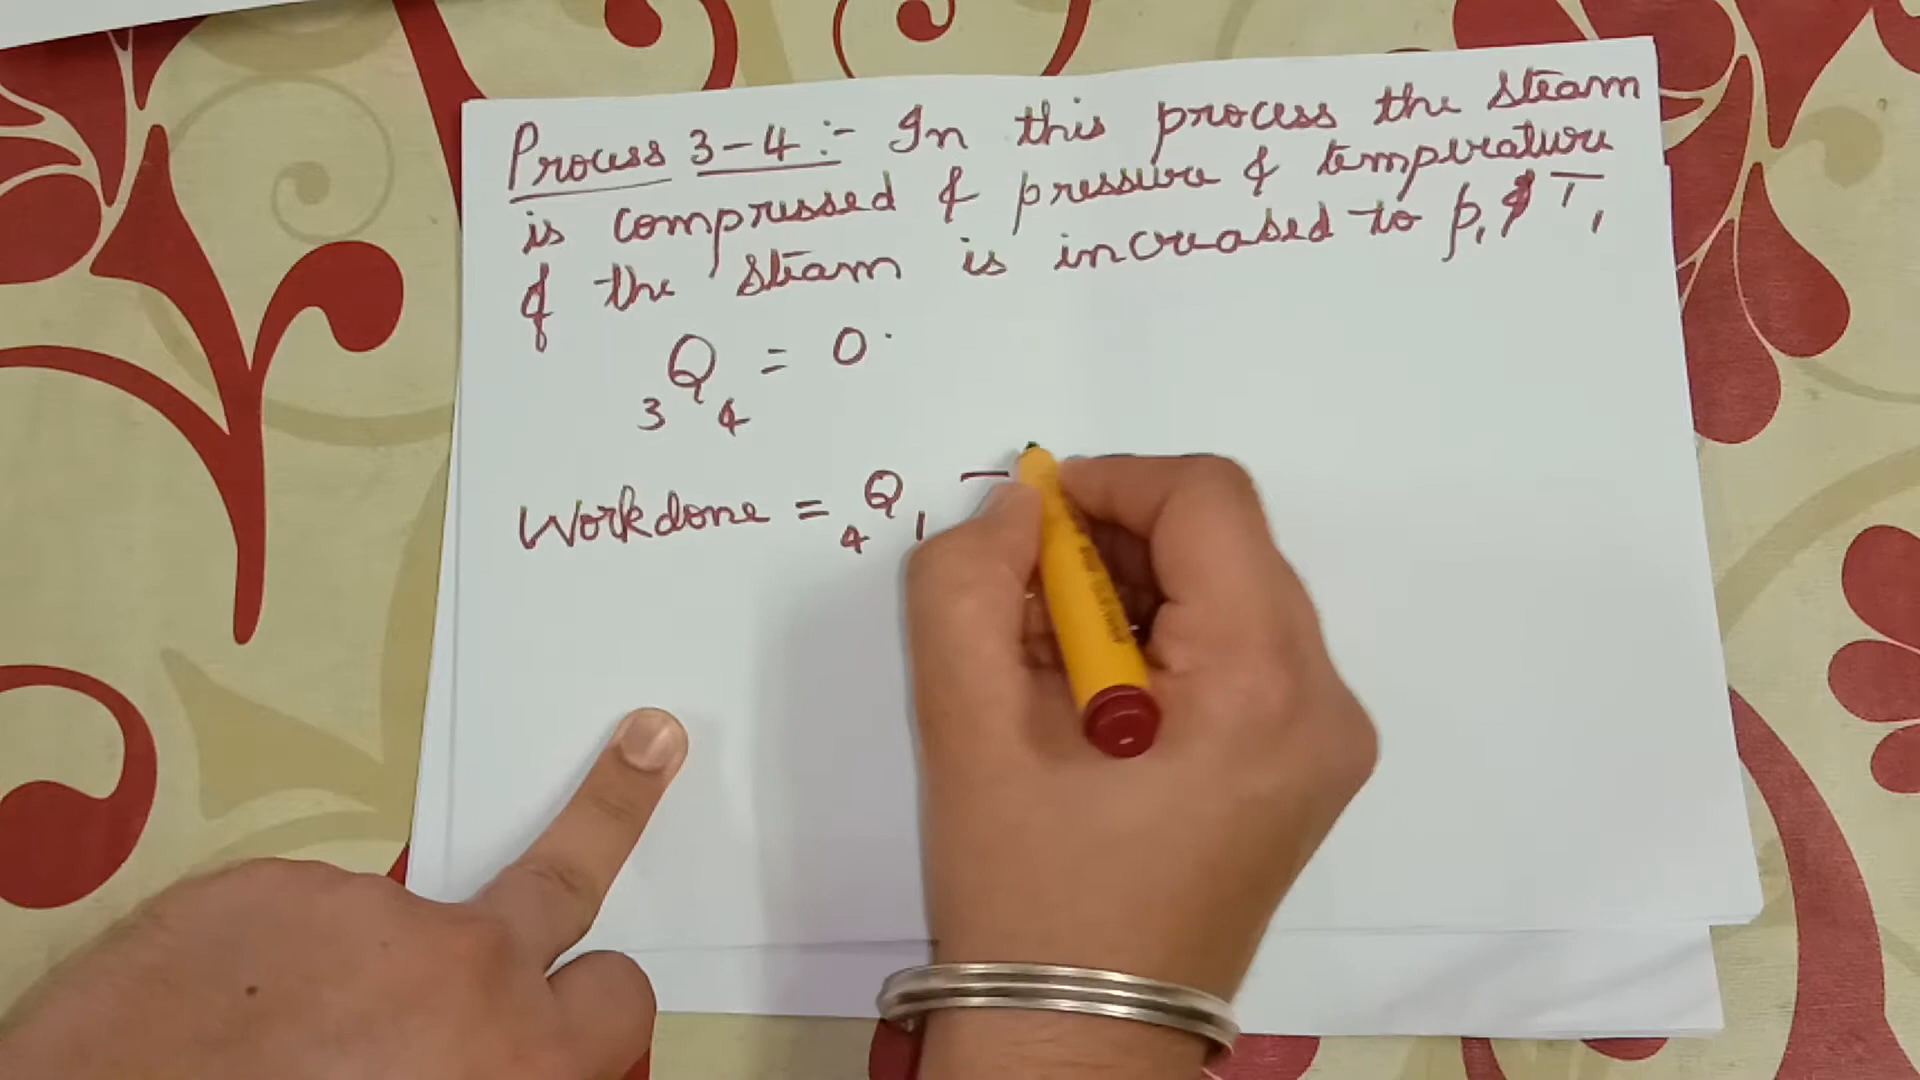 Process 3-4 :- In this process the steam
is compressed & pressure & temperature
of the steam is increased to p₁ & T₁
₃Q₄ = 0.
Workdone = ₄Q₁ -